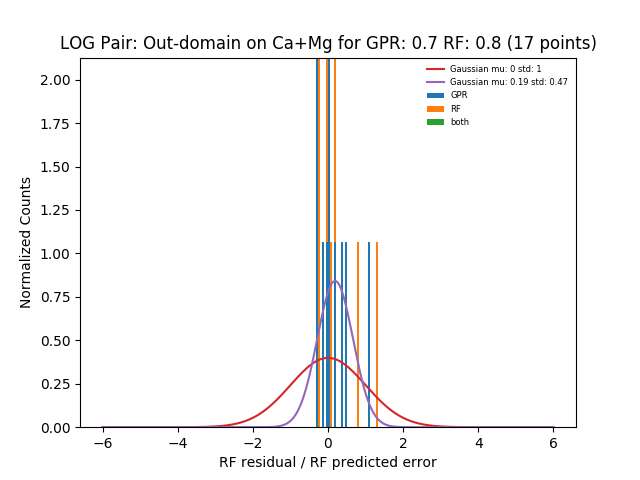 LOG Pair: Out-domain on Ca+Mg for GPR: 0.7 RF: 0.8 (17 points)
Gaussian mu: 0 std: 1
Gaussian mu: 0.19 std: 0.47
GPR
RF
both
2.00
1.75
1.50
1.25
1.00
0.75
0.50
0.25
0.00
Normalized Counts
−6
−4
−2
0
2
4
6
RF residual / RF predicted error